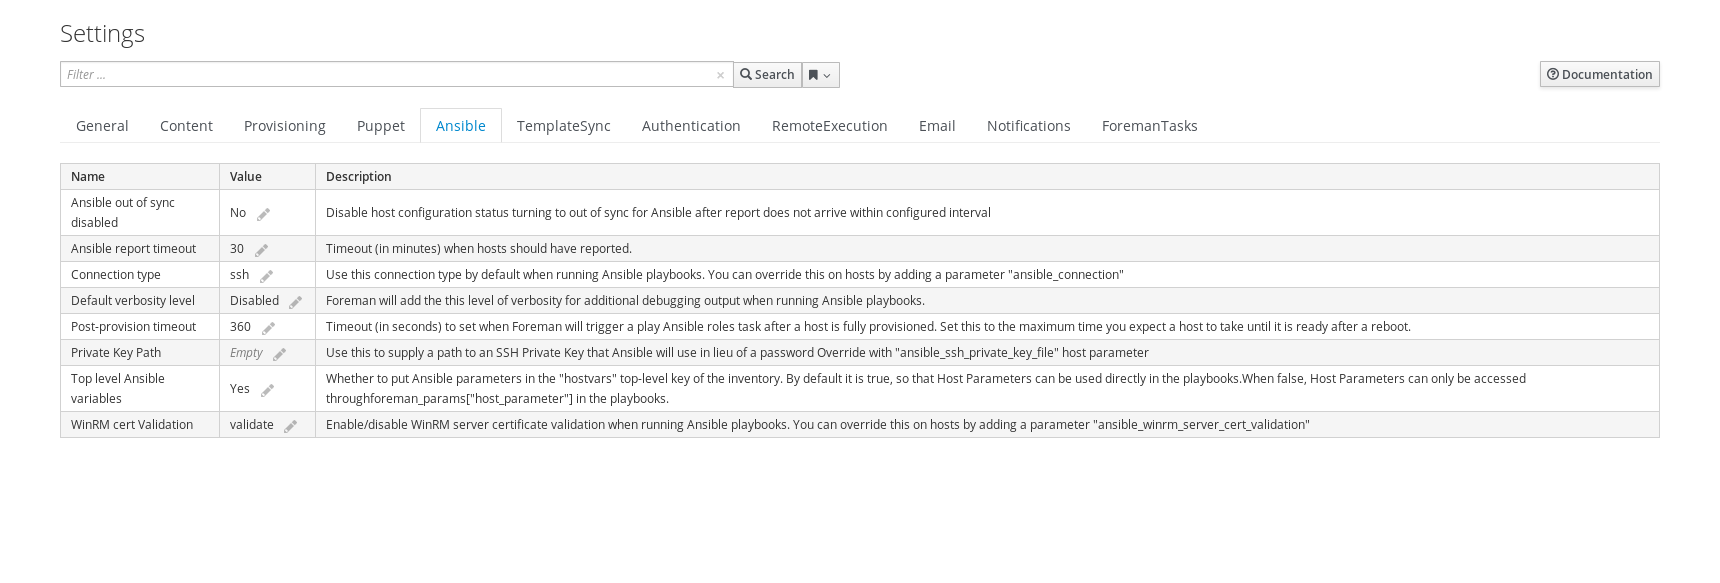 Settings
Filter ...
× Search
Documentation
General Content Provisioning Puppet Ansible TemplateSync Authentication RemoteExecution Email Notifications ForemanTasks
Name Value Description
Ansible out of sync
disabled
No
Disable host configuration status turning to out of sync for Ansible after report does not arrive within configured interval
Ansible report timeout 30 Timeout (in minutes) when hosts should have reported.
Connection type ssh Use this connection type by default when running Ansible playbooks. You can override this on hosts by adding a parameter "ansible_connection"
Default verbosity level Disabled Foreman will add the this level of verbosity for additional debugging output when running Ansible playbooks.
Post-provision timeout 360 Timeout (in seconds) to set when Foreman will trigger a play Ansible roles task after a host is fully provisioned. Set this to the maximum time you expect a host to take until it is ready after a reboot.
Private Key Path Empty Use this to supply a path to an SSH Private Key that Ansible will use in lieu of a password Override with "ansible_ssh_private_key_file" host parameter
Top level Ansible
variables
Yes
Whether to put Ansible parameters in the "hostvars" top-level key of the inventory. By default it is true, so that Host Parameters can be used directly in the playbooks.When false, Host Parameters can only be accessed
throughforeman_params["host_parameter"] in the playbooks.
WinRM cert Validation validate Enable/disable WinRM server certificate validation when running Ansible playbooks. You can override this on hosts by adding a parameter "ansible_winrm_server_cert_validation"